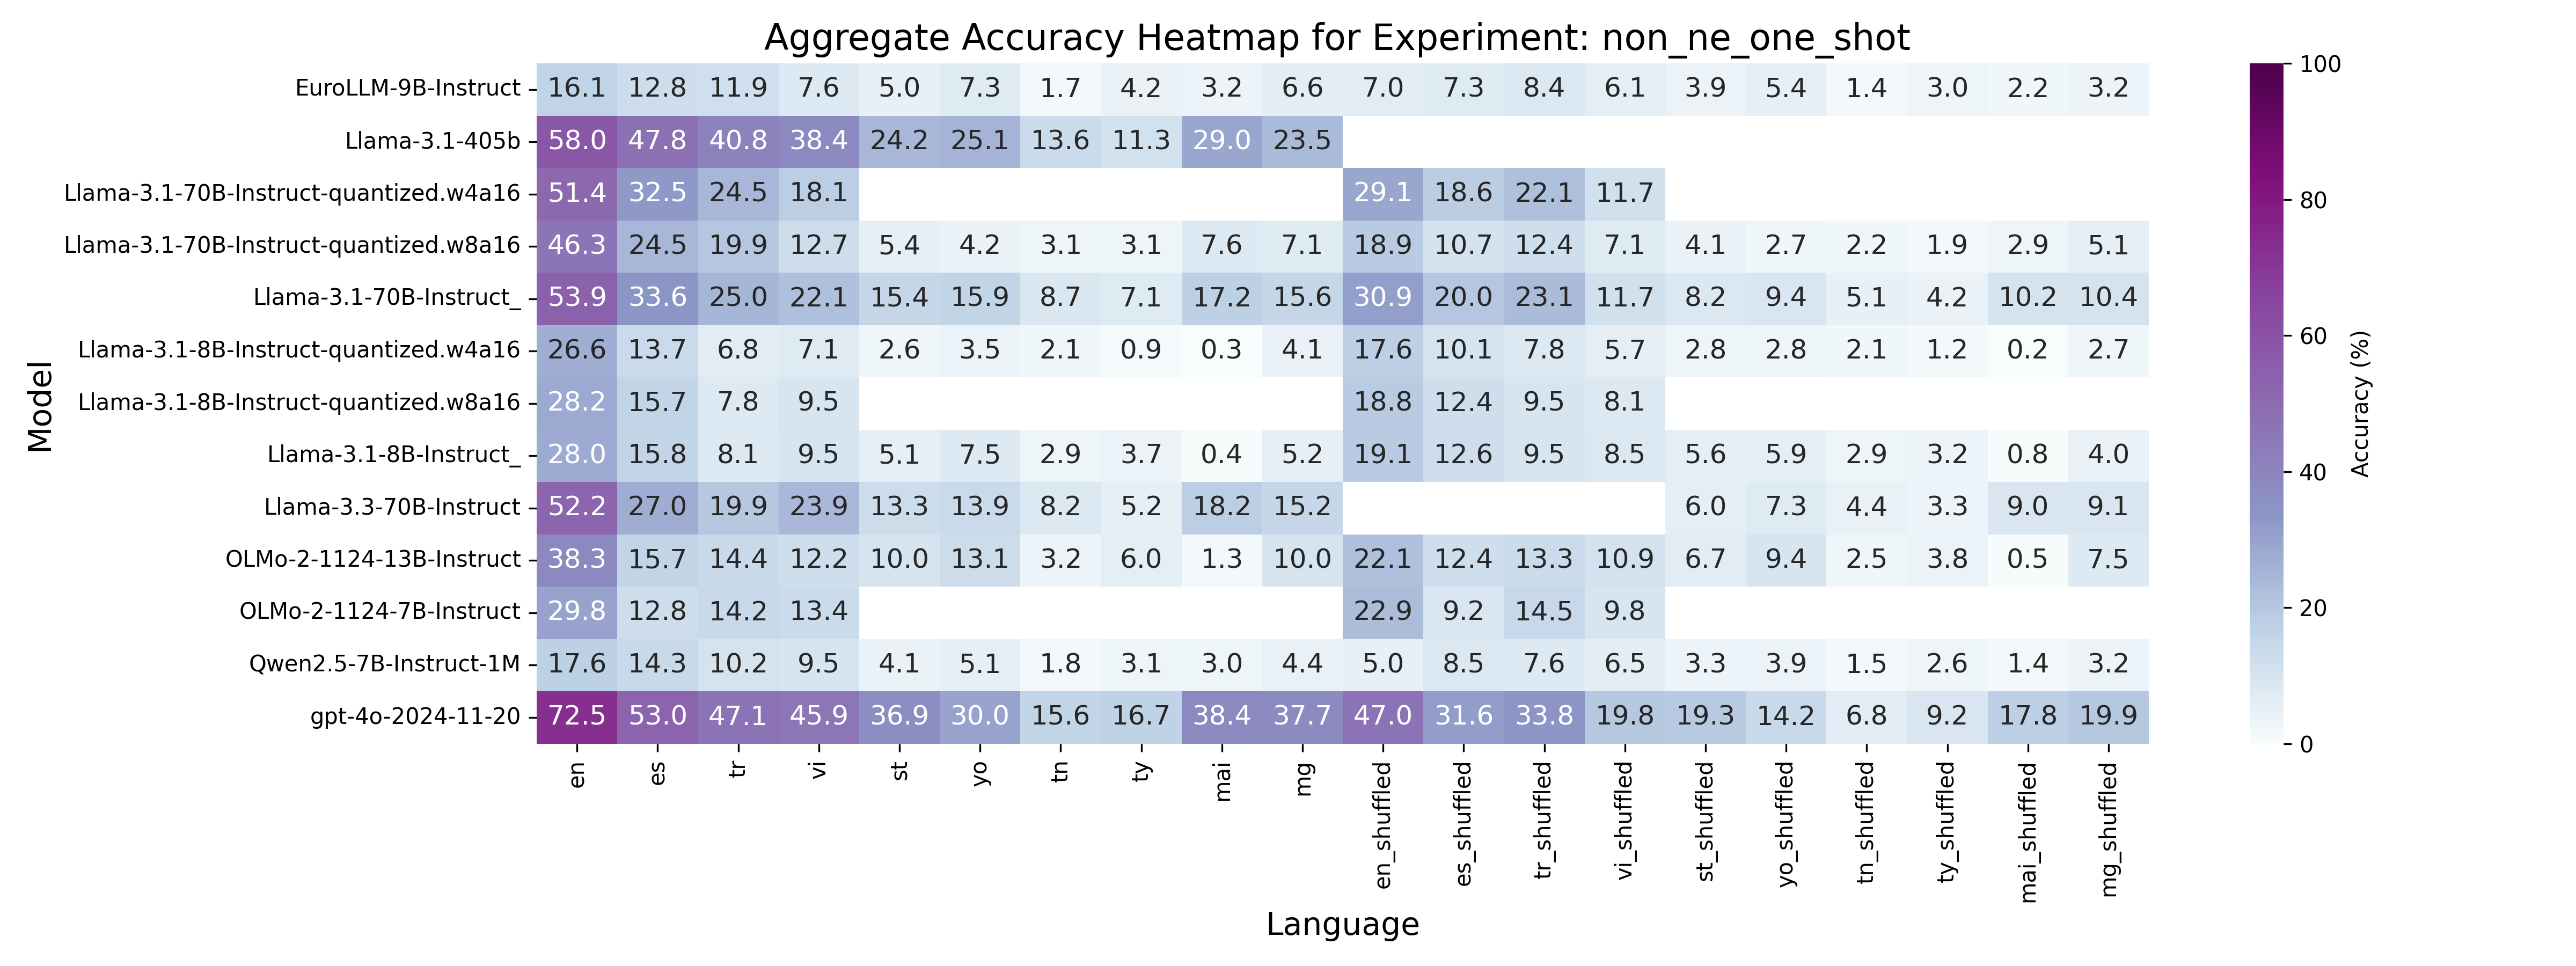 Aggregate Accuracy Heatmap for Experiment: non_ne_one_shot
Model
EuroLLM-9B-Instruct 16.1 12.8 11.9 7.6 5.0 7.3 1.7 4.2 3.2 6.6 7.0 7.3 8.4 6.1 3.9 5.4 1.4 3.0 2.2 3.2
Llama-3.1-405b 58.0 47.8 40.8 38.4 24.2 25.1 13.6 11.3 29.0 23.5
Llama-3.1-70B-Instruct-quantized.w4a16 51.4 32.5 24.5 18.1 29.1 18.6 22.1 11.7
Llama-3.1-70B-Instruct-quantized.w8a16 46.3 24.5 19.9 12.7 5.4 4.2 3.1 3.1 7.6 7.1 18.9 10.7 12.4 7.1 4.1 2.7 2.2 1.9 2.9 5.1
Llama-3.1-70B-Instruct_ 53.9 33.6 25.0 22.1 15.4 15.9 8.7 7.1 17.2 15.6 30.9 20.0 23.1 11.7 8.2 9.4 5.1 4.2 10.2 10.4
Llama-3.1-8B-Instruct-quantized.w4a16 26.6 13.7 6.8 7.1 2.6 3.5 2.1 0.9 0.3 4.1 17.6 10.1 7.8 5.7 2.8 2.8 2.1 1.2 0.2 2.7
Llama-3.1-8B-Instruct-quantized.w8a16 28.2 15.7 7.8 9.5 18.8 12.4 9.5 8.1
Llama-3.1-8B-Instruct_ 28.0 15.8 8.1 9.5 5.1 7.5 2.9 3.7 0.4 5.2 19.1 12.6 9.5 8.5 5.6 5.9 2.9 3.2 0.8 4.0
Llama-3.3-70B-Instruct 52.2 27.0 19.9 23.9 13.3 13.9 8.2 5.2 18.2 15.2 6.0 7.3 4.4 3.3 9.0 9.1
OLMo-2-1124-13B-Instruct 38.3 15.7 14.4 12.2 10.0 13.1 3.2 6.0 1.3 10.0 22.1 12.4 13.3 10.9 6.7 9.4 2.5 3.8 0.5 7.5
OLMo-2-1124-7B-Instruct 29.8 12.8 14.2 13.4 22.9 9.2 14.5 9.8
Qwen2.5-7B-Instruct-1M 17.6 14.3 10.2 9.5 4.1 5.1 1.8 3.1 3.0 4.4 5.0 8.5 7.6 6.5 3.3 3.9 1.5 2.6 1.4 3.2
gpt-4o-2024-11-20 72.5 53.0 47.1 45.9 36.9 30.0 15.6 16.7 38.4 37.7 47.0 31.6 33.8 19.8 19.3 14.2 6.8 9.2 17.8 19.9
en es tr vi st yo tn ty mai mg en_shuffled es_shuffled tr_shuffled vi_shuffled st_shuffled yo_shuffled tn_shuffled ty_shuffled mai_shuffled mg_shuffled
Language
100
80
60
40
20
0
Accuracy (%)